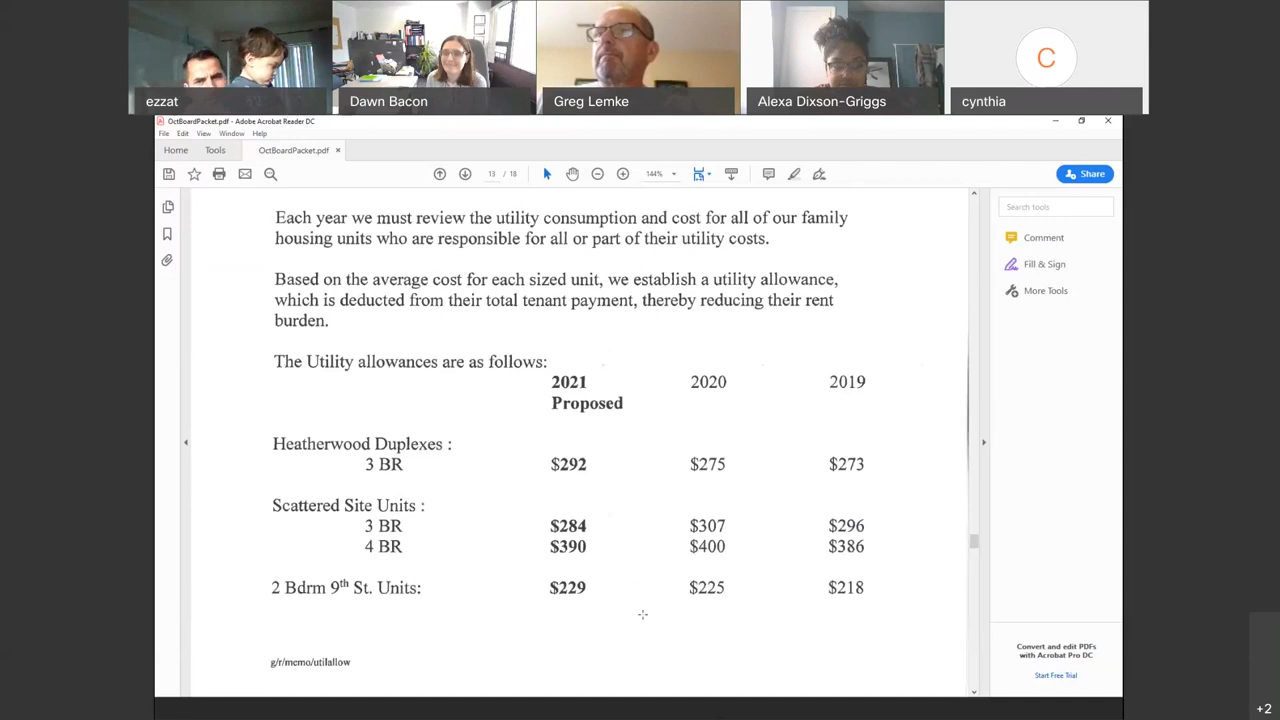 ezzat
Dawn Bacon
Greg Lemke
Alexa Dixson-Griggs
C
cynthia
OctBoardPacket.pdf - Adobe Acrobat Reader DC
File Edit View Window Help
Home Tools OctBoardPacket.pdf ×
13 / 18 144% Share
Each year we must review the utility consumption and cost for all of our family
housing units who are responsible for all or part of their utility costs.
Based on the average cost for each sized unit, we establish a utility allowance,
which is deducted from their total tenant payment, thereby reducing their rent
burden.
The Utility allowances are as follows:
2021 2020 2019
Proposed
Heatherwood Duplexes :
3 BR $292 $275 $273
Scattered Site Units :
3 BR $284 $307 $296
4 BR $390 $400 $386
2 Bdrm 9th St. Units: $229 $225 $218
g/r/memo/utilallow
Search tools
Comment
Fill & Sign
More Tools
Convert and edit PDFs
with Acrobat Pro DC
Start Free Trial
+2